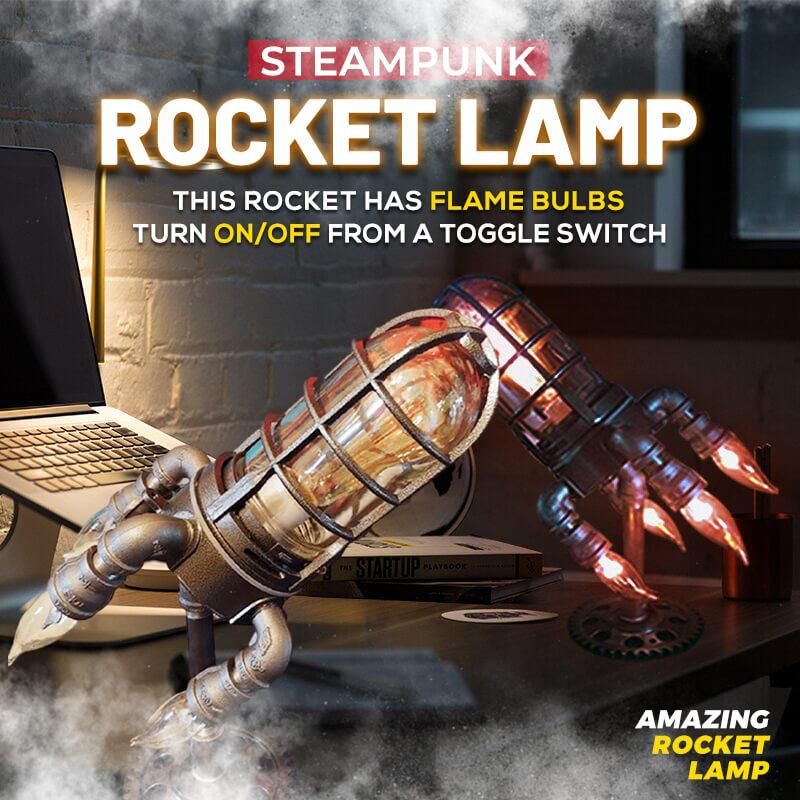 STEAMPUNK
ROCKET LAMP
THIS ROCKET HAS FLAME BULBS
TURN ON/OFF FROM A TOGGLE SWITCH
THE STARTUP PLAYBOOK
AMAZING
ROCKET
LAMP